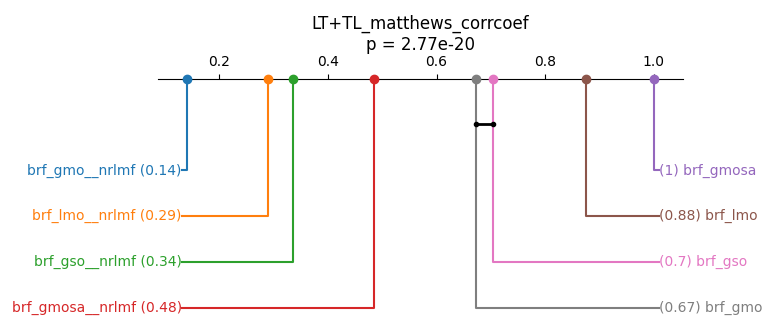 LT+TL_matthews_corrcoef
p = 2.77e-20
0.2 0.4 0.6 0.8 1.0
brf_gmo__nrlmf (0.14) (1) brf_gmosa
brf_lmo__nrlmf (0.29) (0.88) brf_lmo
brf_gso__nrlmf (0.34) (0.7) brf_gso
brf_gmosa__nrlmf (0.48) (0.67) brf_gmo